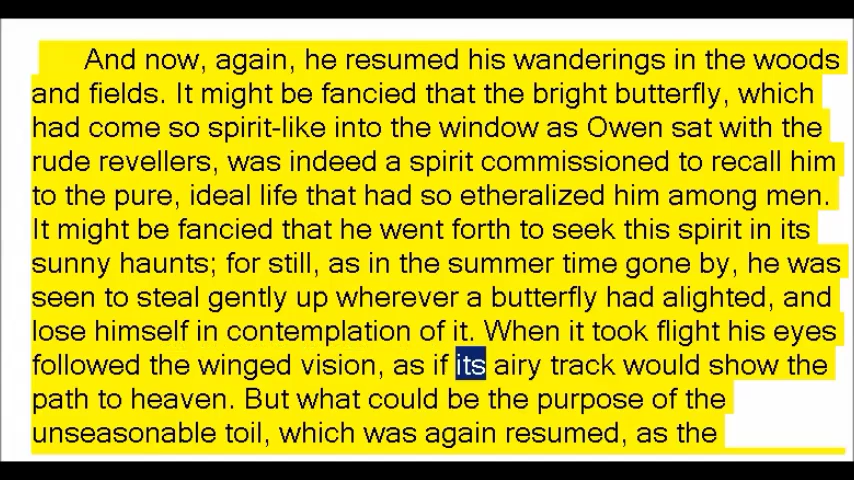 And now, again, he resumed his wanderings in the woods
and fields. It might be fancied that the bright butterfly, which
had come so spirit-like into the window as Owen sat with the
rude revellers, was indeed a spirit commissioned to recall him
to the pure, ideal life that had so etheralized him among men.
It might be fancied that he went forth to seek this spirit in its
sunny haunts; for still, as in the summer time gone by, he was
seen to steal gently up wherever a butterfly had alighted, and
lose himself in contemplation of it. When it took flight his eyes
followed the winged vision, as if its airy track would show the
path to heaven. But what could be the purpose of the
unseasonable toil, which was again resumed, as the